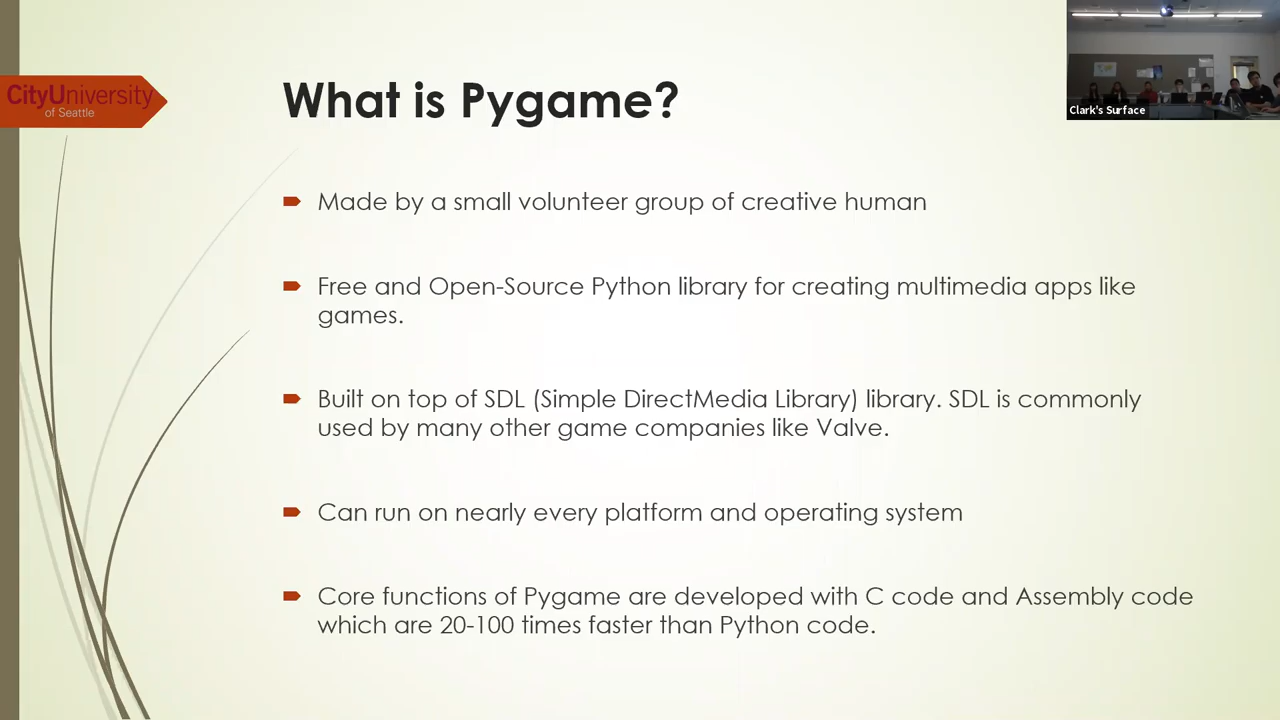 CityUniversity
of Seattle
What is Pygame?
Clark's Surface
Made by a small volunteer group of creative human
Free and Open-Source Python library for creating multimedia apps like
games.
Built on top of SDL (Simple DirectMedia Library) library. SDL is commonly
used by many other game companies like Valve.
Can run on nearly every platform and operating system
Core functions of Pygame are developed with C code and Assembly code
which are 20-100 times faster than Python code.